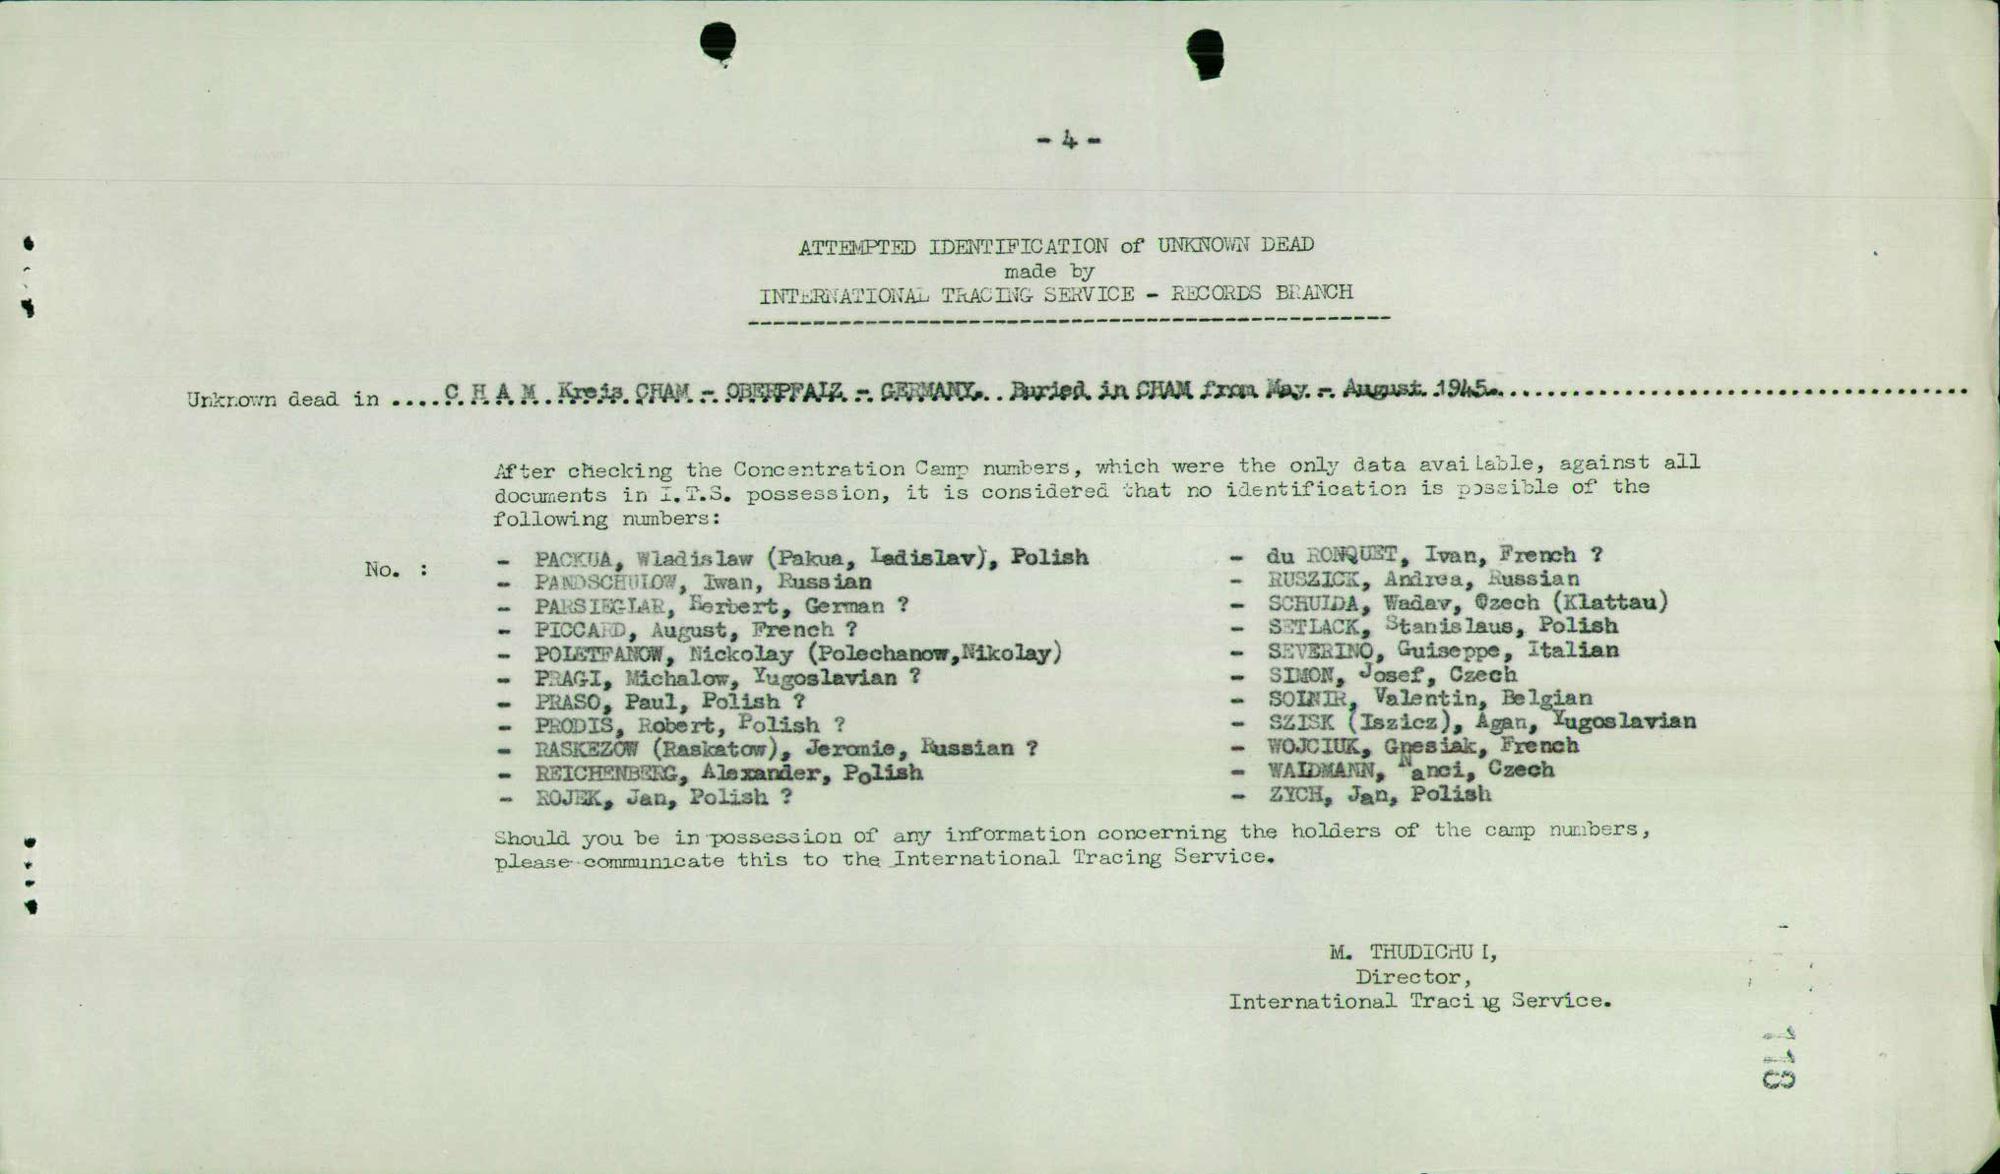 - 4 -
ATTEMPTED IDENTIFICATION of UNKNOWN DEAD
made by
INTERNATIONAL TRACING SERVICE - RECORDS BRANCH
Unknown dead in ....C H A M Kreis CHAM - OBERPFALZ - GERMANY. Buried in CHAM from May - August 1945.
After checking the Concentration Camp numbers, which were the only data available, against all
documents in I.T.S. possession, it is considered that no identification is possible of the
following numbers:
No. :
- PACKUA, Wladislaw (Pakua, Ladislav), Polish
- PANDSCHULOW, Iwan, Russian
- PARSIEGLAR, Herbert, German ?
- PICCARD, August, French ?
- POLETFANOW, Nickolay (Polechanow,Nikolay)
- PRAGI, Michalow, Yugoslavian ?
- PRASO, Paul, Polish ?
- PRODIS, Robert, Polish ?
- RASKEZOW (Raskatow), Jeromie, Russian ?
- REICHENBERG, Alexander, Polish
- ROJEK, Jan, Polish ?
- du RONQUET, Ivan, French ?
- RUSZICK, Andrea, Russian
- SCHULDA, Wadav, Czech (Klattau)
- SETLACK, Stanislaus, Polish
- SEVERINO, Guiseppe, Italian
- SIMON, Josef, Czech
- SOINIR, Valentin, Belgian
- SZISK (Iszicz), Agan, Yugoslavian
- WOJCIUK, Gnesiak, French
- WALDMANN, Nanci, Czech
- ZYCH, Jan, Polish
Should you be in possession of any information concerning the holders of the camp numbers,
please communicate this to the International Tracing Service.
M. THUDICHUM,
Director,
International Tracing Service.
118